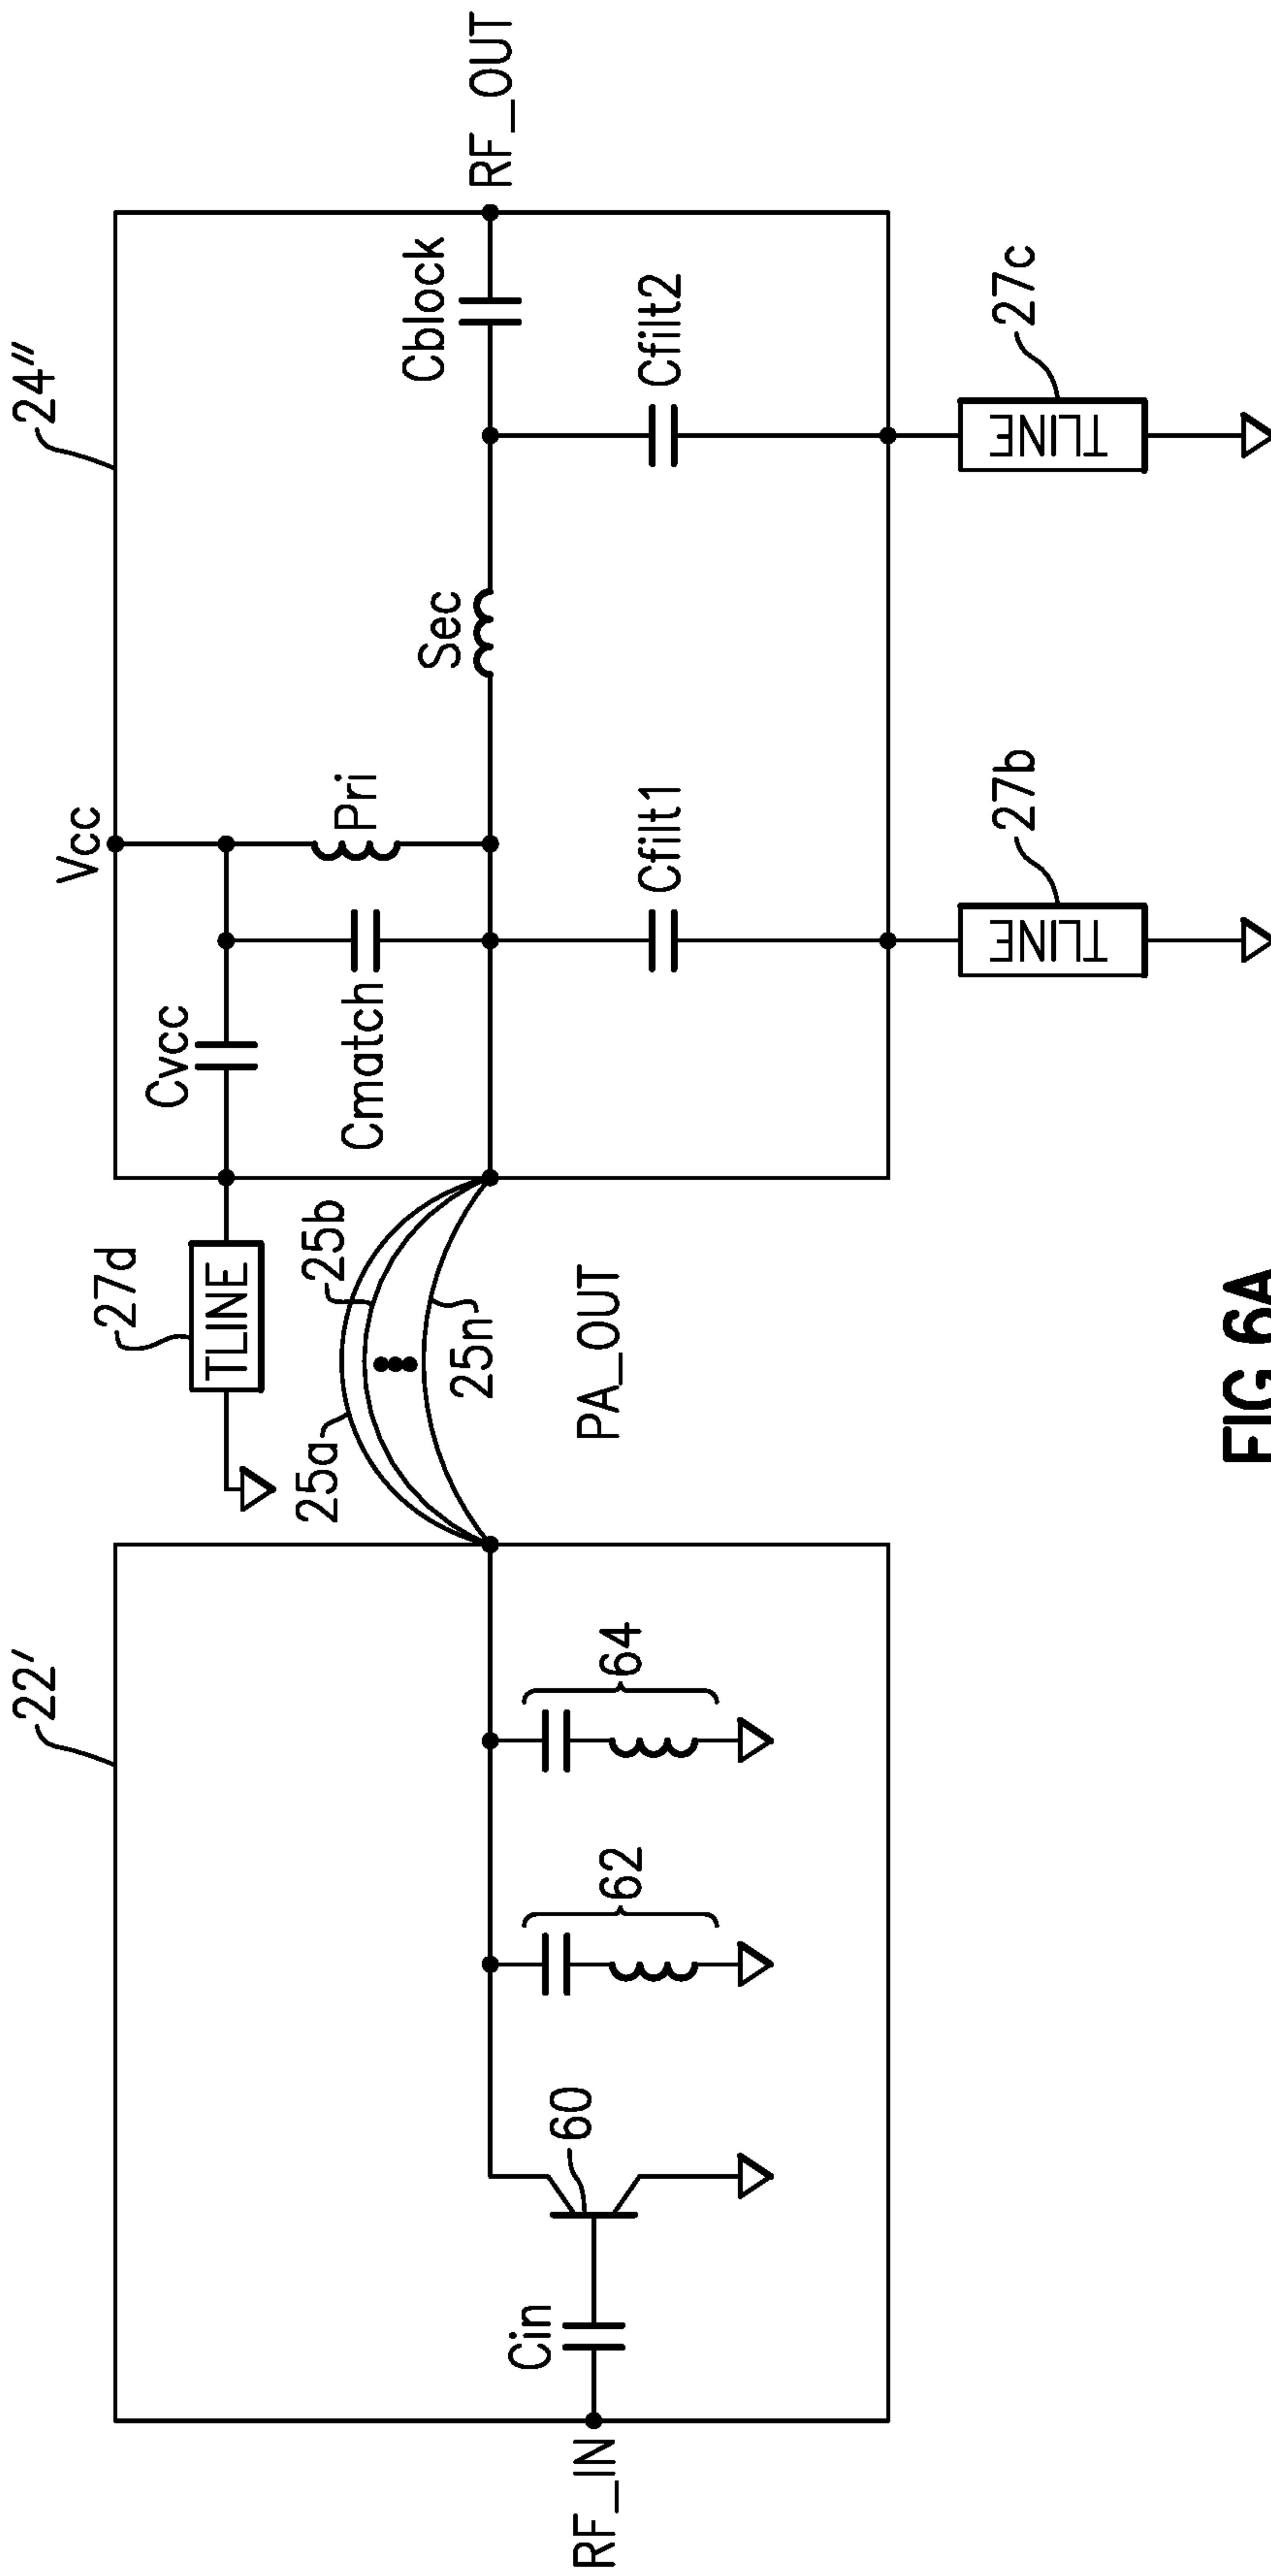 22'
24"
Vcc
27d
TLINE
Cvcc
Cmatch
Pri
Sec
Cblock
RF_OUT
25a
25b
25n
PA_OUT
Cfilt1
Cfilt2
RF_IN
Cin
60
62
64
TLINE
27b
TLINE
27c
FIG.6A